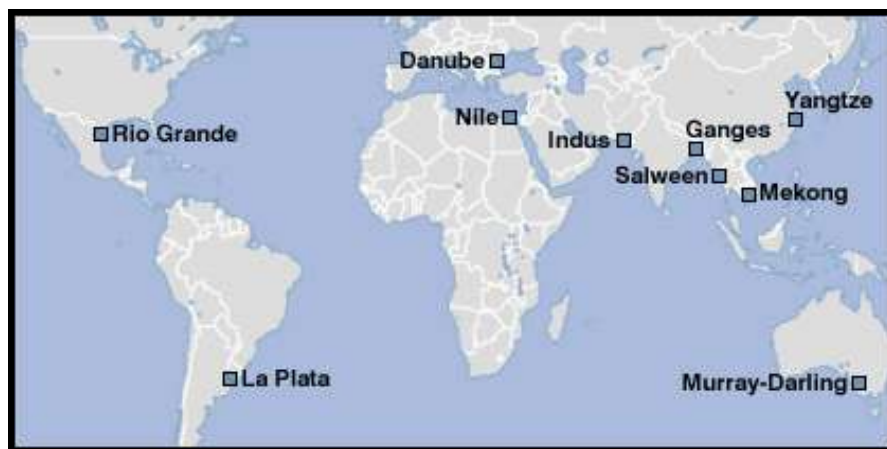 Danube
Yangtze
Nile
Ganges
Rio Grande
Indus
Salween
Mekong
La Plata
Murray-Darling